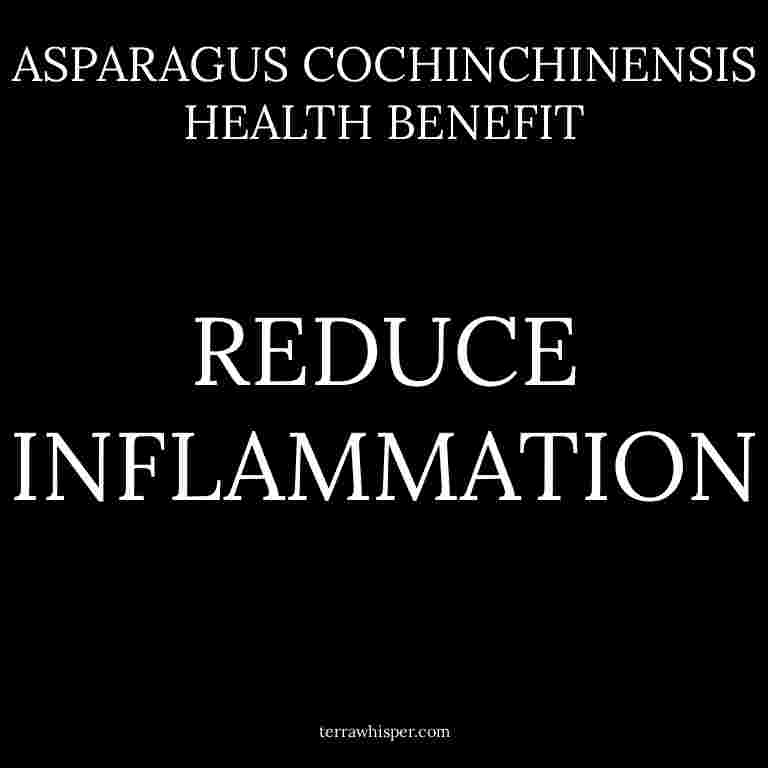 ASPARAGUS COCHINCHINENSIS
HEALTH BENEFIT
REDUCE
INFLAMMATION
terrawhisper.com